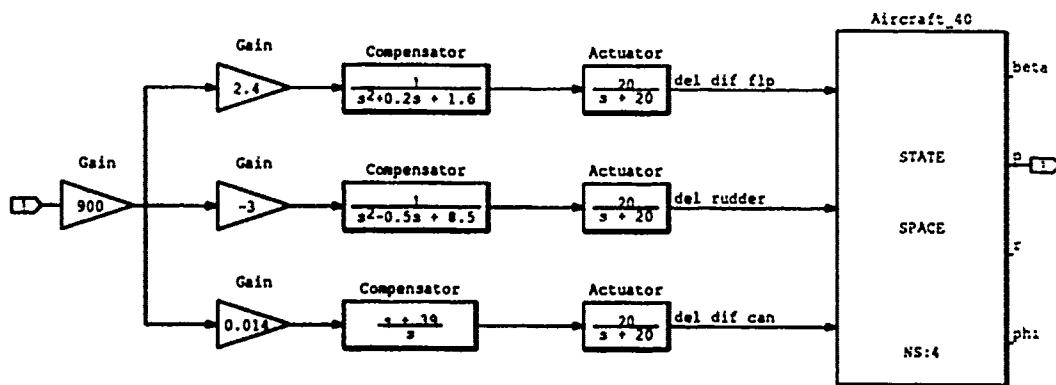 Aircraft_40
Gain
Compensator
Actuator
2.4
1
s²+0.2s + 1.6
20
s + 20
del dif flp
beta
Gain
900
Gain
Compensator
Actuator
STATE
p
1
1
-3
1
s²-0.5s + 8.5
20
s + 20
del rudder
SPACE
r
Gain
Compensator
Actuator
0.014
s + 39
s
20
s + 20
del dif can
NS:4
phi